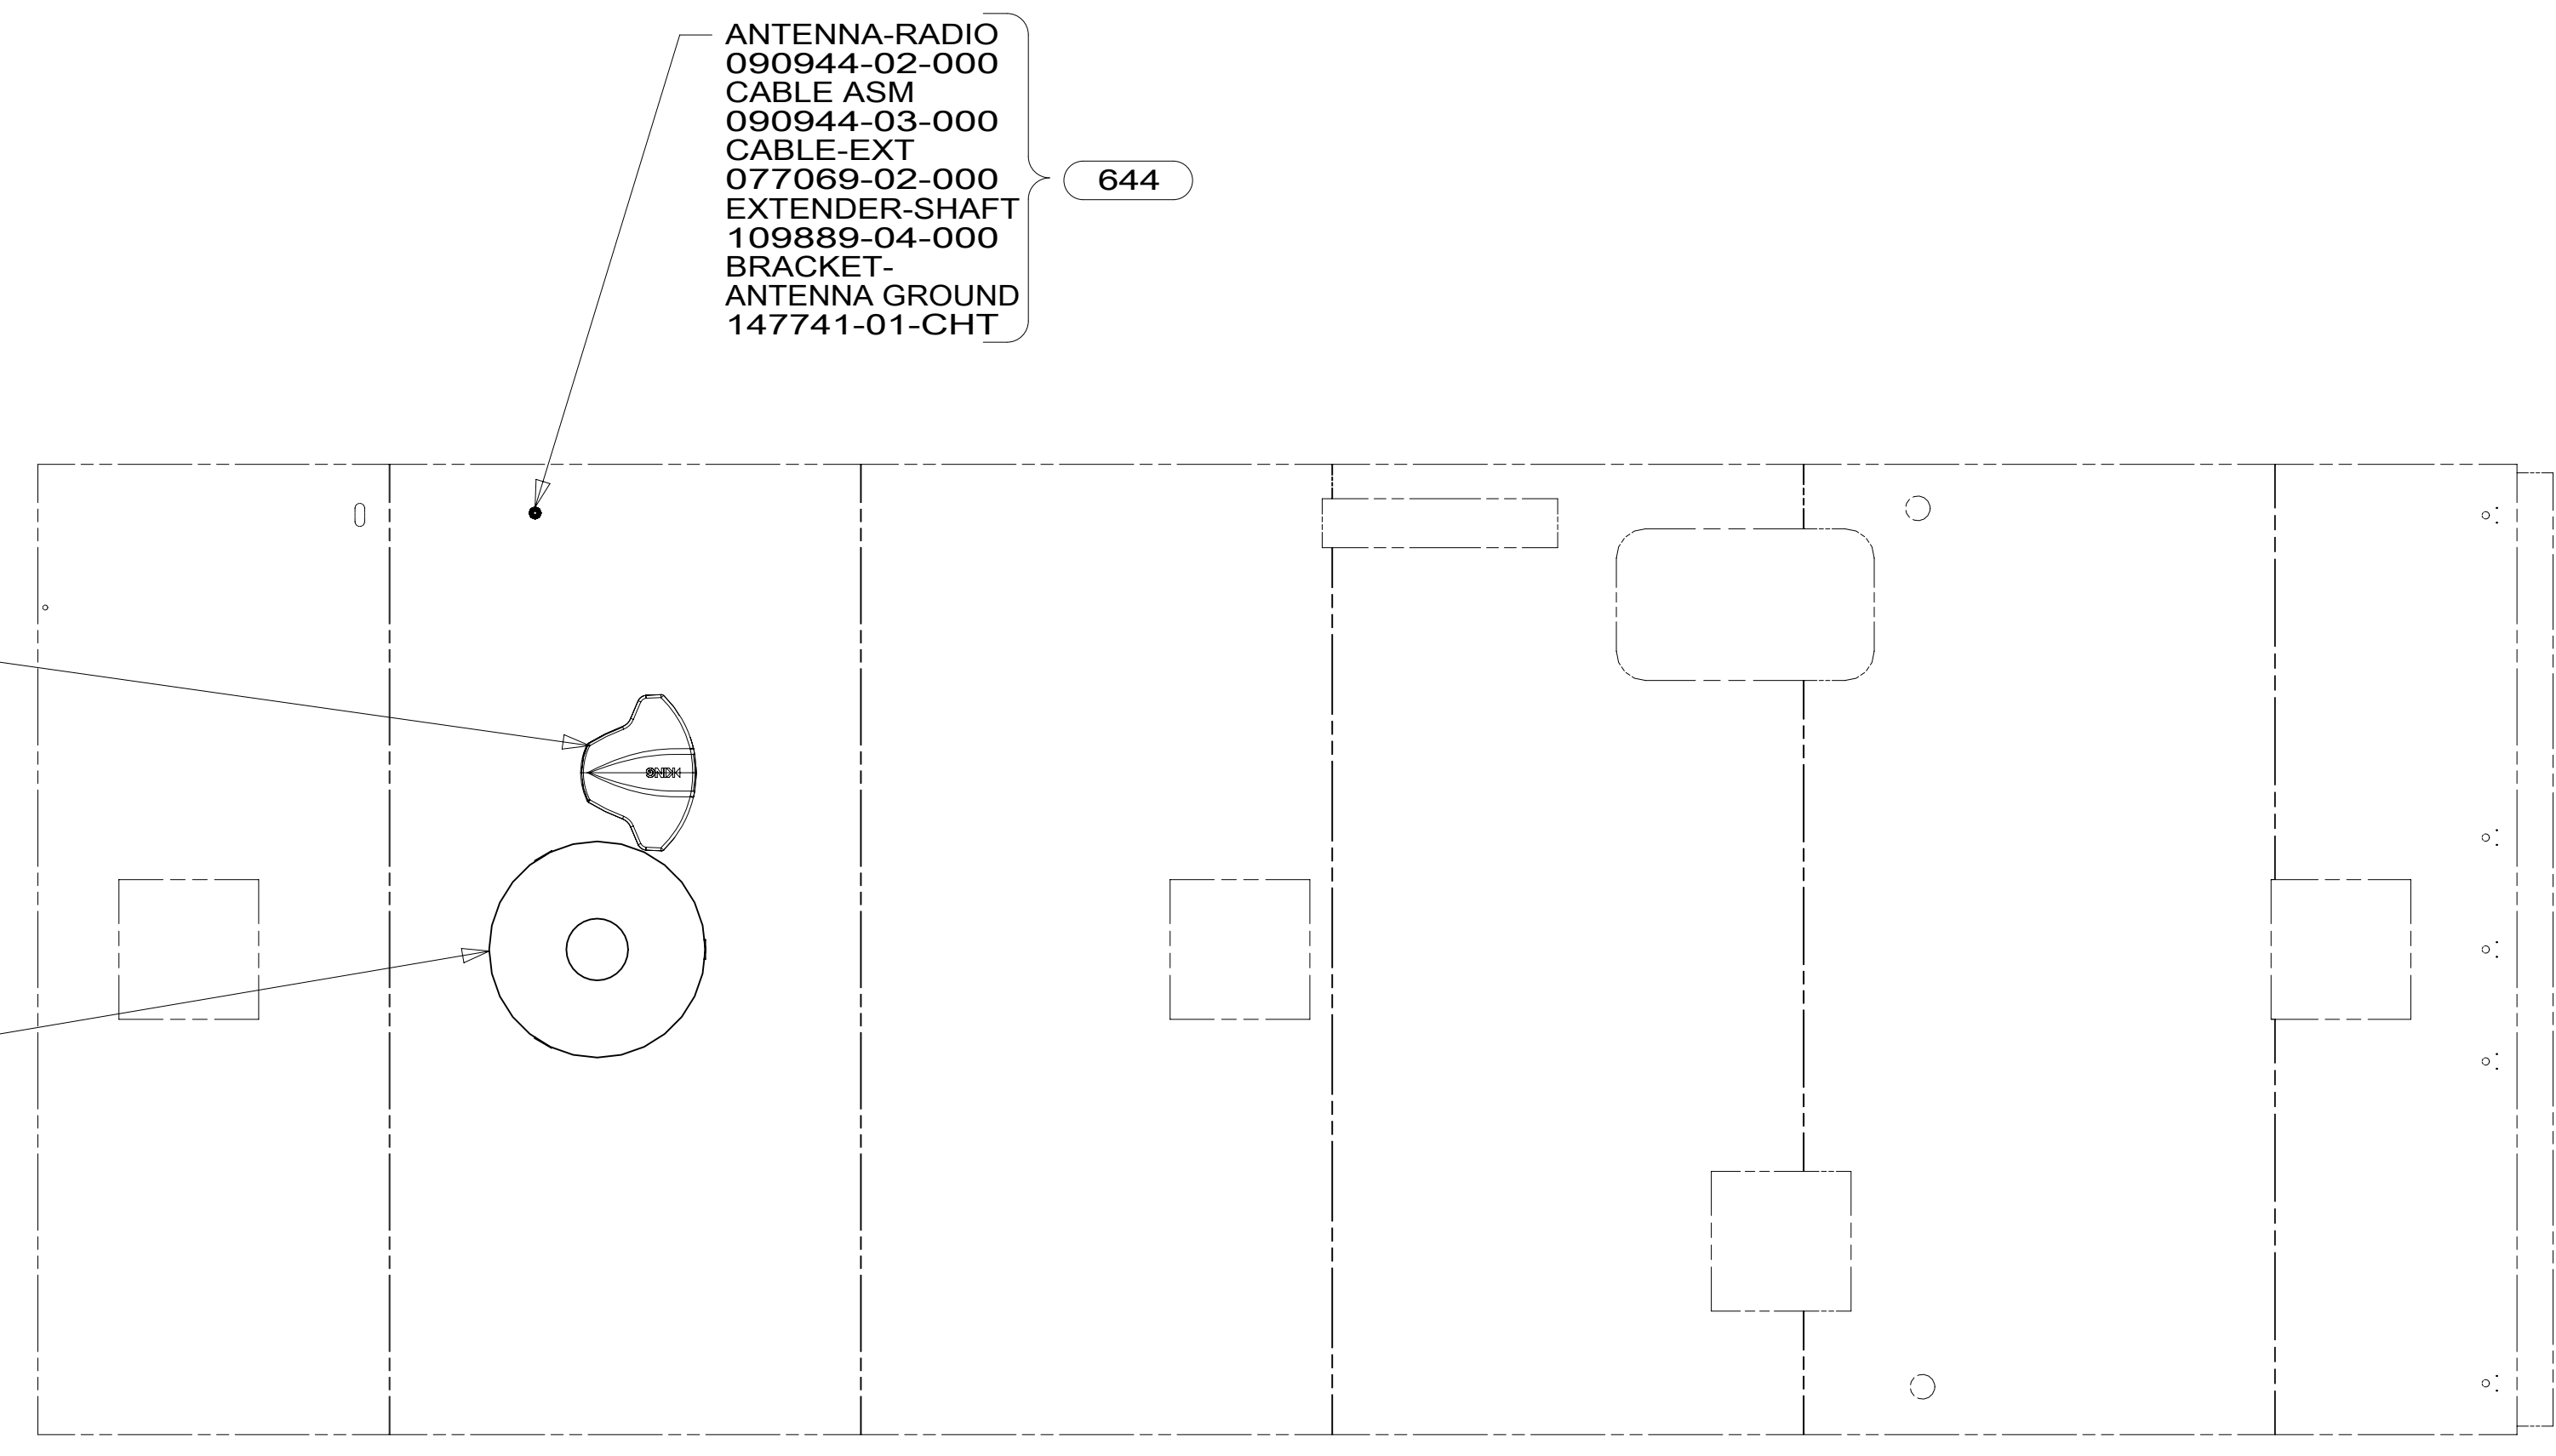 ANTENNA-RADIO
090944-02-000
CABLE ASM
090944-03-000
CABLE-EXT
077069-02-000
EXTENDER-SHAFT
109889-04-000
BRACKET-
ANTENNA GROUND
147741-01-CHT
644
KING